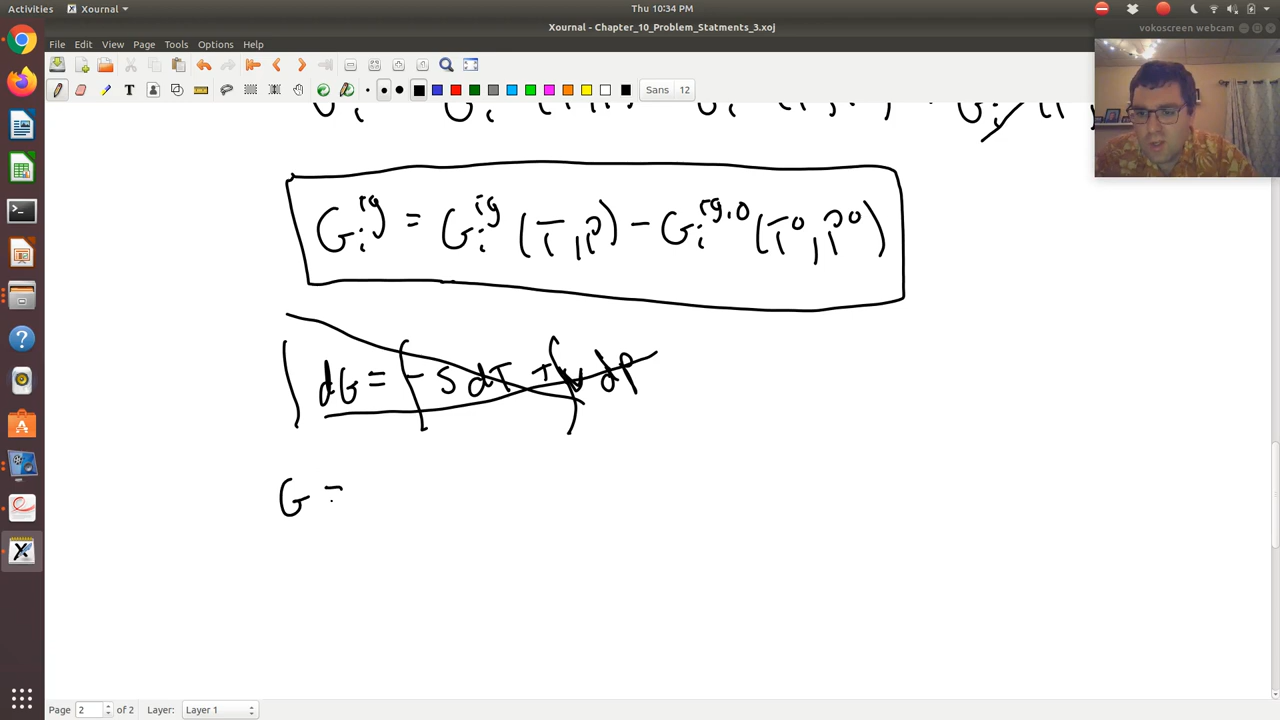 Activities
Xournal
Thu 10:34 PM
Xournal - Chapter_10_Problem_Statments_3.xoj
vokoscreen webcam
File Edit View Page Tools Options Help
Sans 12
G_i^{ig} = G_i^{ig} (T, P) - G_i^{ig,0} (T^0, P^0)
∫ dG = ∫ - S dT + ∫ V dP
G =
Page 2 of 2 Layer: Layer 1